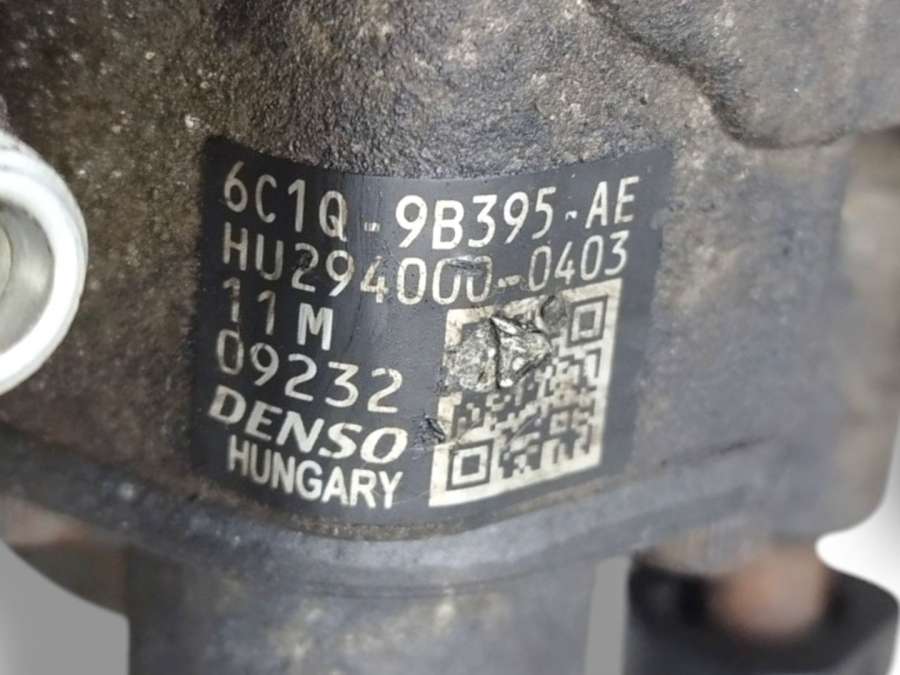 6C1Q-9B395-AE
HU294000-0403
11M
09232
DENSO
HUNGARY